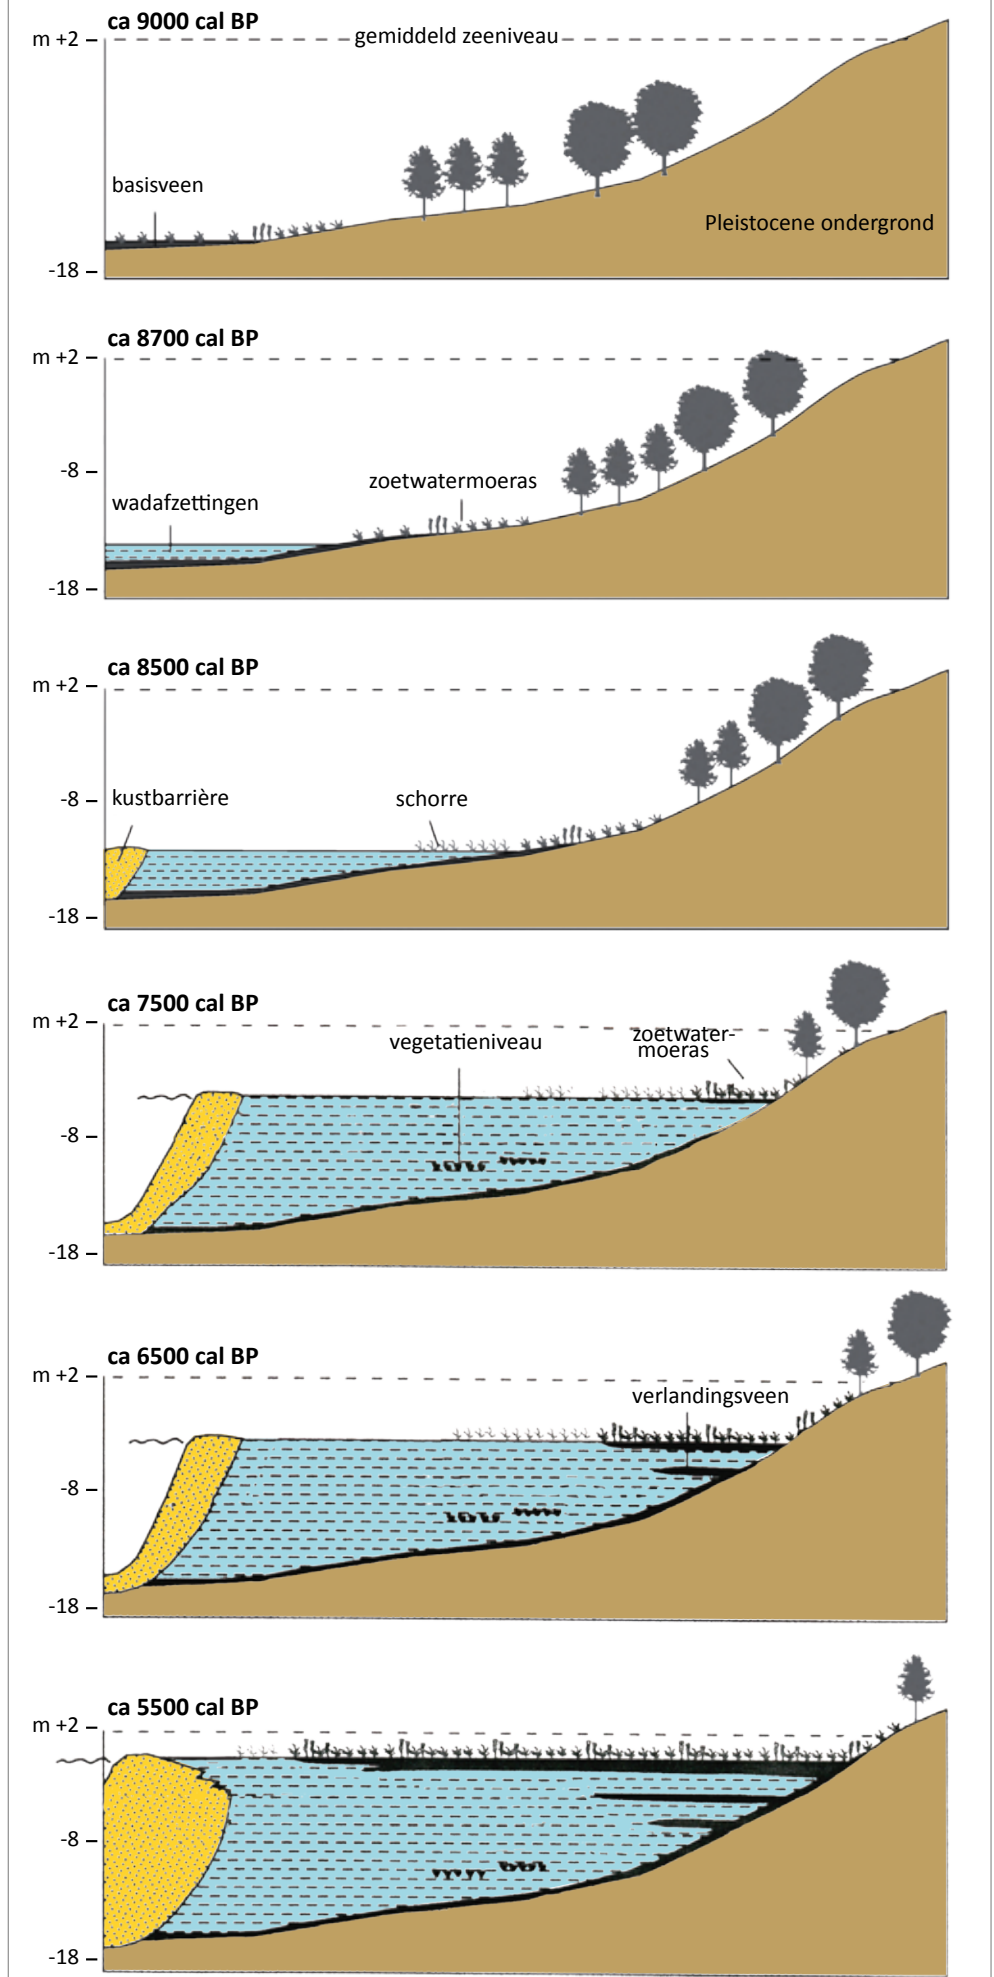 ca 9000 cal BP
m +2 –
gemiddeld zeeniveau
basisveen
Pleistocene ondergrond
-18 –
ca 8700 cal BP
m +2 –
-8 –
zoetwatermoeras
wadafzettingen
-18 –
ca 8500 cal BP
m +2 –
-8 –
kustbarrière
schorre
-18 –
ca 7500 cal BP
m +2 –
vegetatieniveau
zoetwater-
moeras
-8 –
-18 –
ca 6500 cal BP
m +2 –
verlandingsveen
-8 –
-18 –
ca 5500 cal BP
m +2 –
-8 –
-18 –